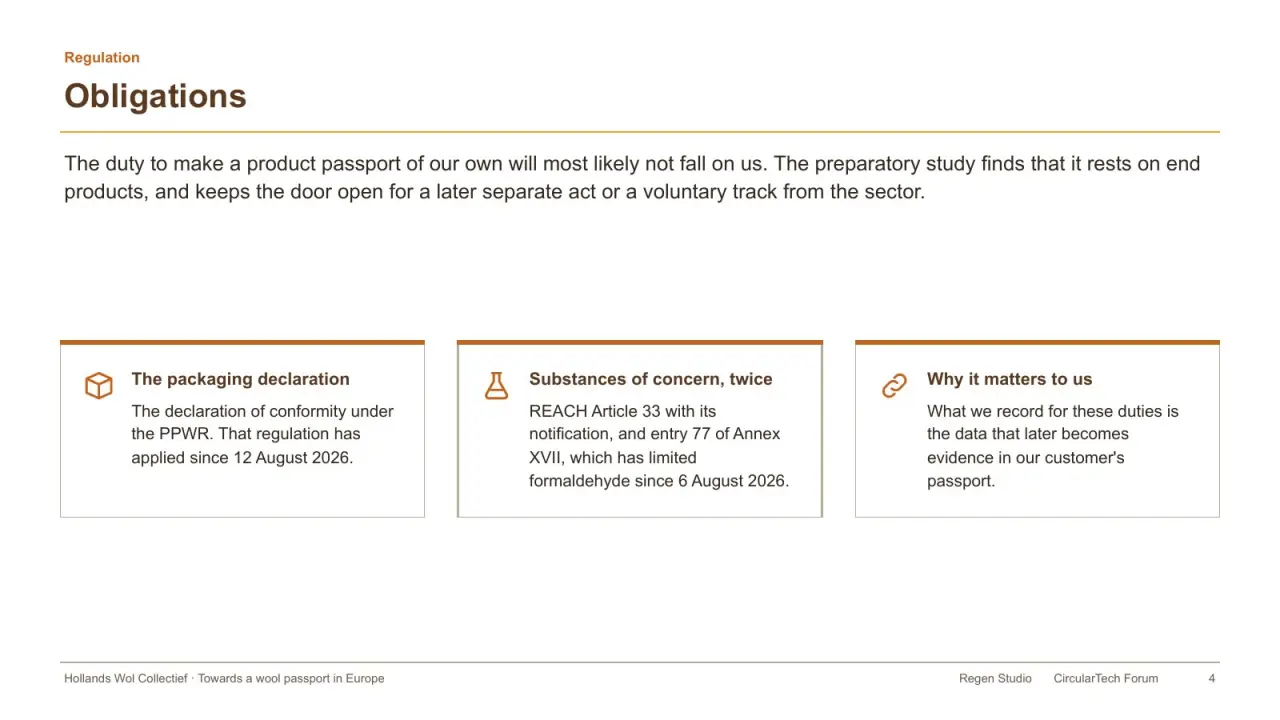 Regulation
Obligations
The duty to make a product passport of our own will most likely not fall on us. The preparatory study finds that it rests on end
products, and keeps the door open for a later separate act or a voluntary track from the sector.
The packaging declaration
The declaration of conformity under
the PPWR. That regulation has
applied since 12 August 2026.
Substances of concern, twice
REACH Article 33 with its
notification, and entry 77 of Annex
XVII, which has limited
formaldehyde since 6 August 2026.
Why it matters to us
What we record for these duties is
the data that later becomes
evidence in our customer's
passport.
Hollands Wol Collectief · Towards a wool passport in Europe
Regen Studio CircularTech Forum 4